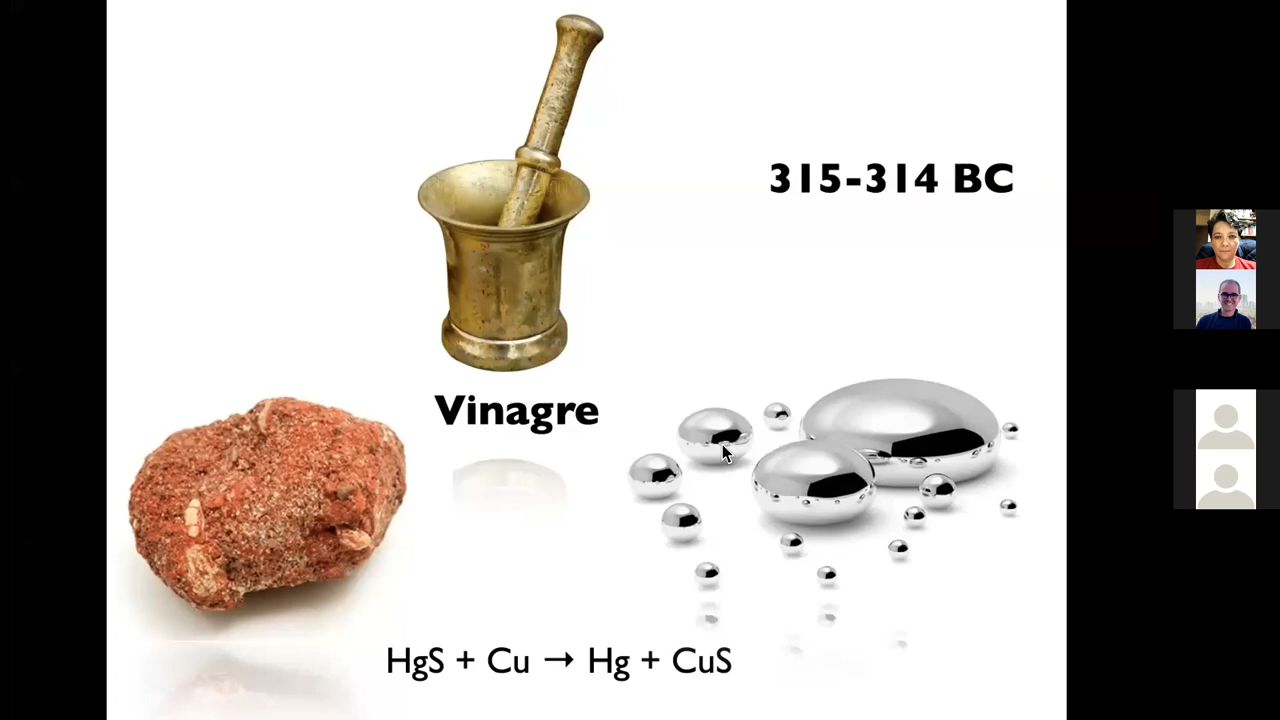 315-314 BC
Vinagre
HgS + Cu → Hg + CuS